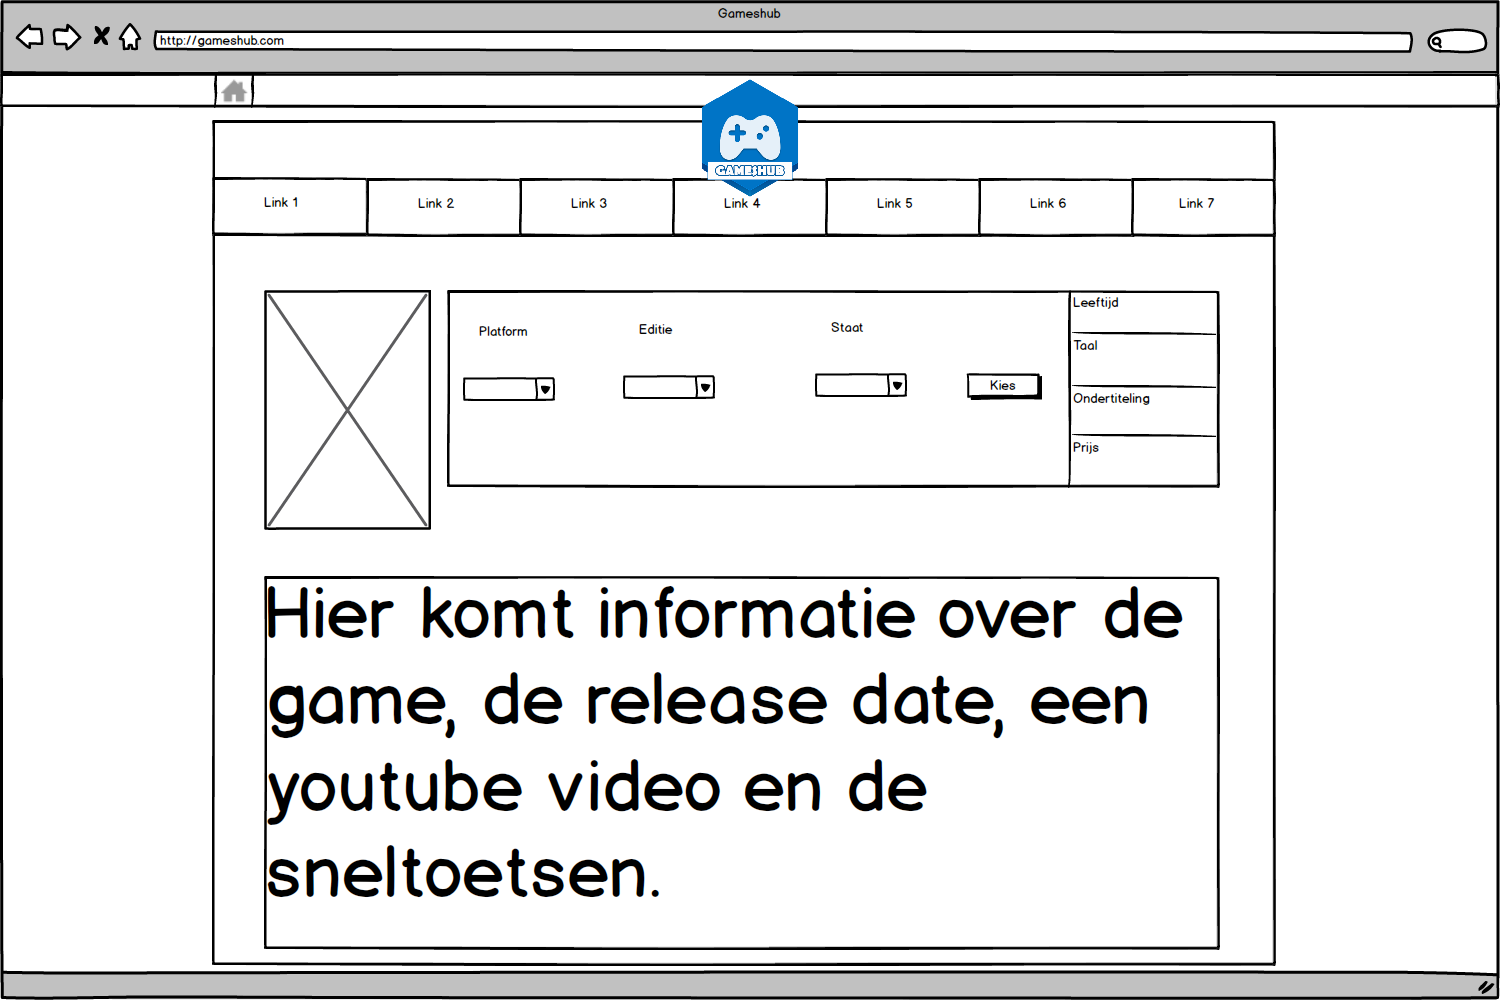 Gameshub
http://gameshub.com
GAMESHUB
Link 1
Link 2
Link 3
Link 4
Link 5
Link 6
Link 7
Platform
Editie
Staat
Kies
Leeftijd
Taal
Ondertiteling
Prijs
Hier komt informatie over de
game, de release date, een
youtube video en de
sneltoetsen.